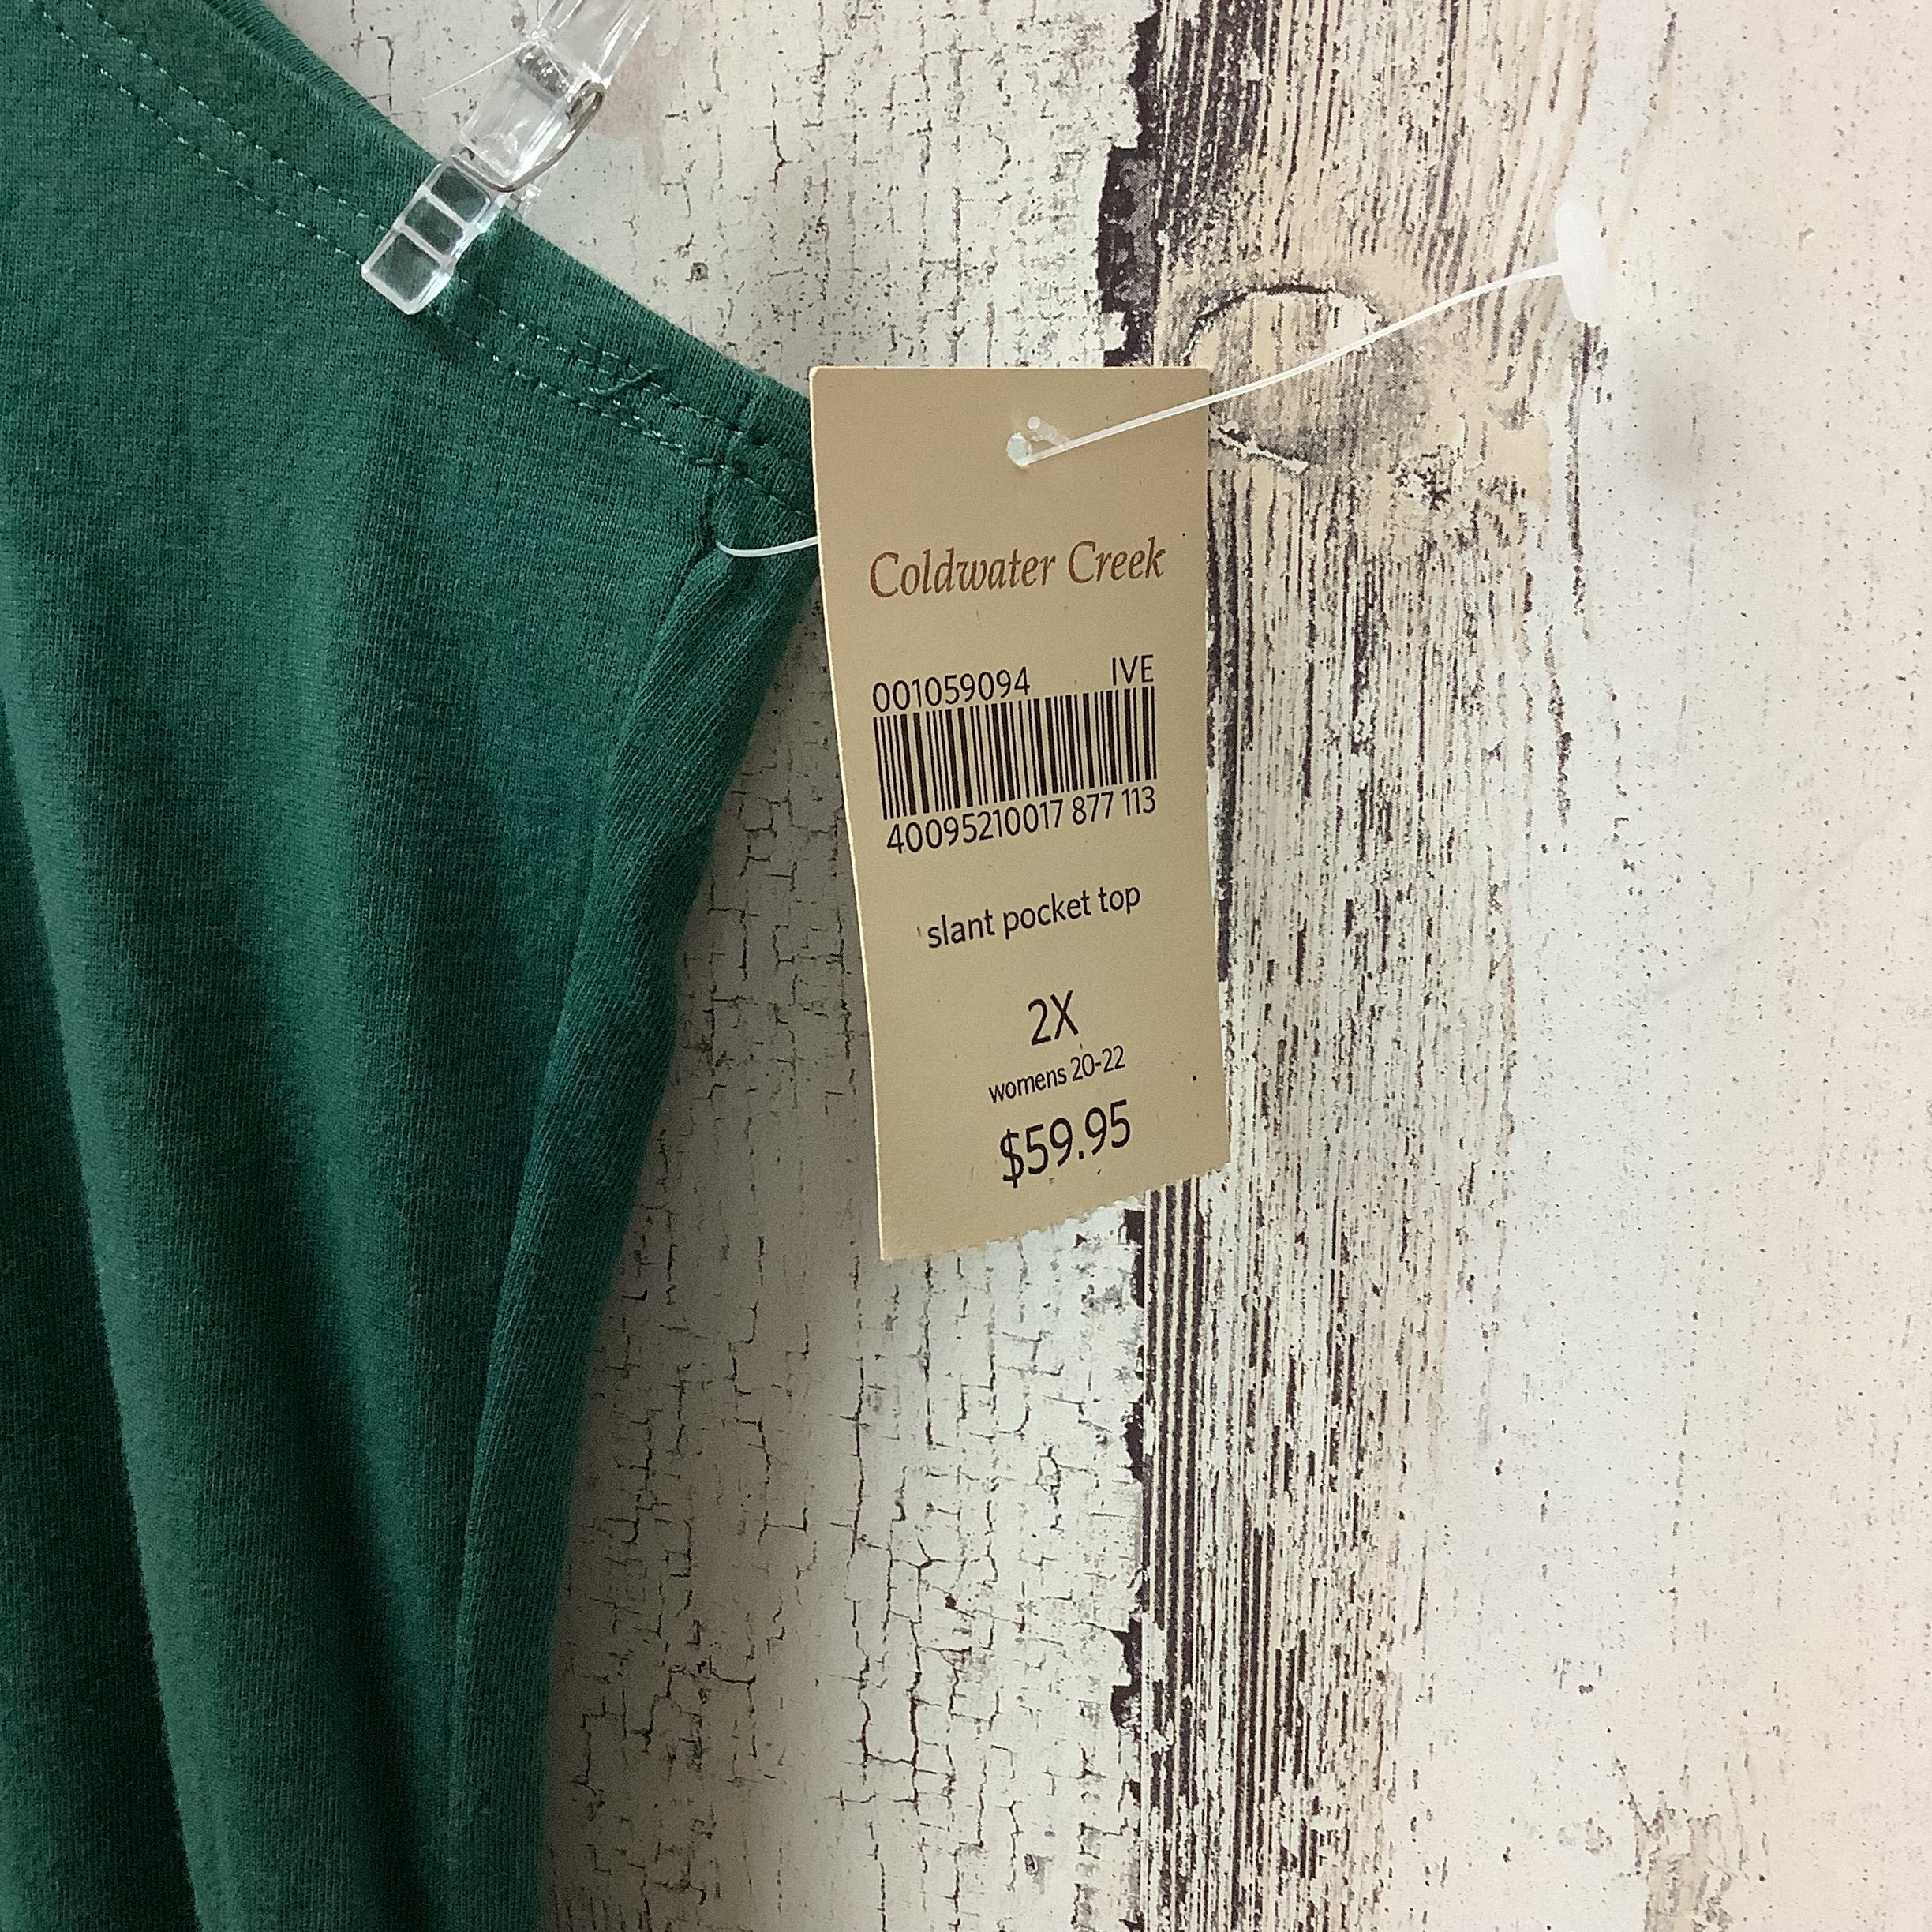 Coldwater Creek
001059094 IVE
40095210017 877 113
slant pocket top
2X
womens 20-22
$59.95